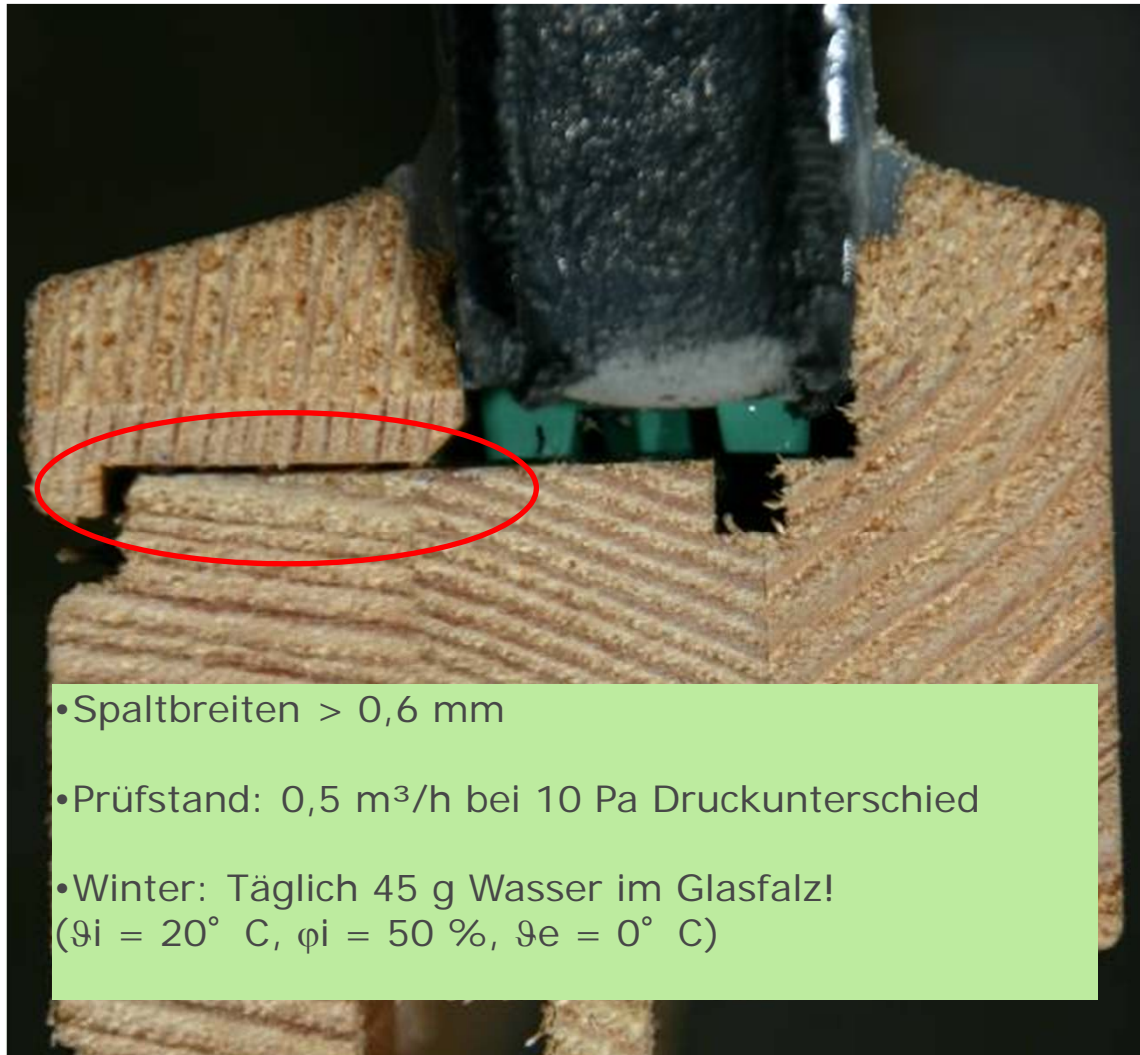 •Spaltbreiten > 0,6 mm
•Prüfstand: 0,5 m³/h bei 10 Pa Druckunterschied
•Winter: Täglich 45 g Wasser im Glasfalz!
(ϑi = 20° C, φi = 50 %, ϑe = 0° C)